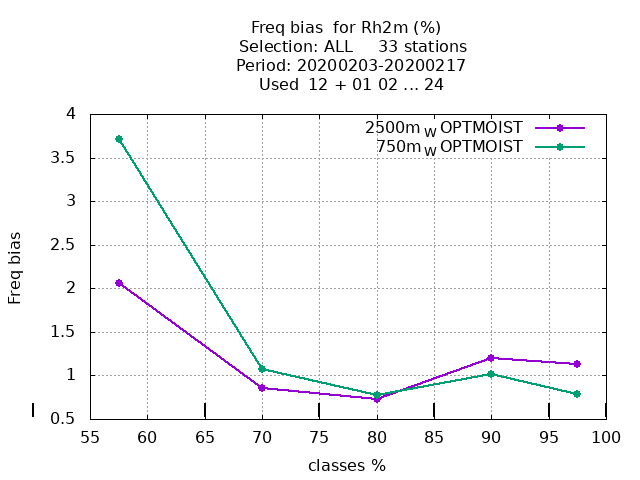 Freq bias  for Rh2m (%)
Selection: ALL     33 stations
Period: 20200203-20200217
Used  12 + 01 02 ... 24
4
3.5
3
2.5
2
1.5
1
0.5
Freq bias
2500m W OPTMOIST
750m W OPTMOIST
55 60 65 70 75 80 85 90 95 100
classes %